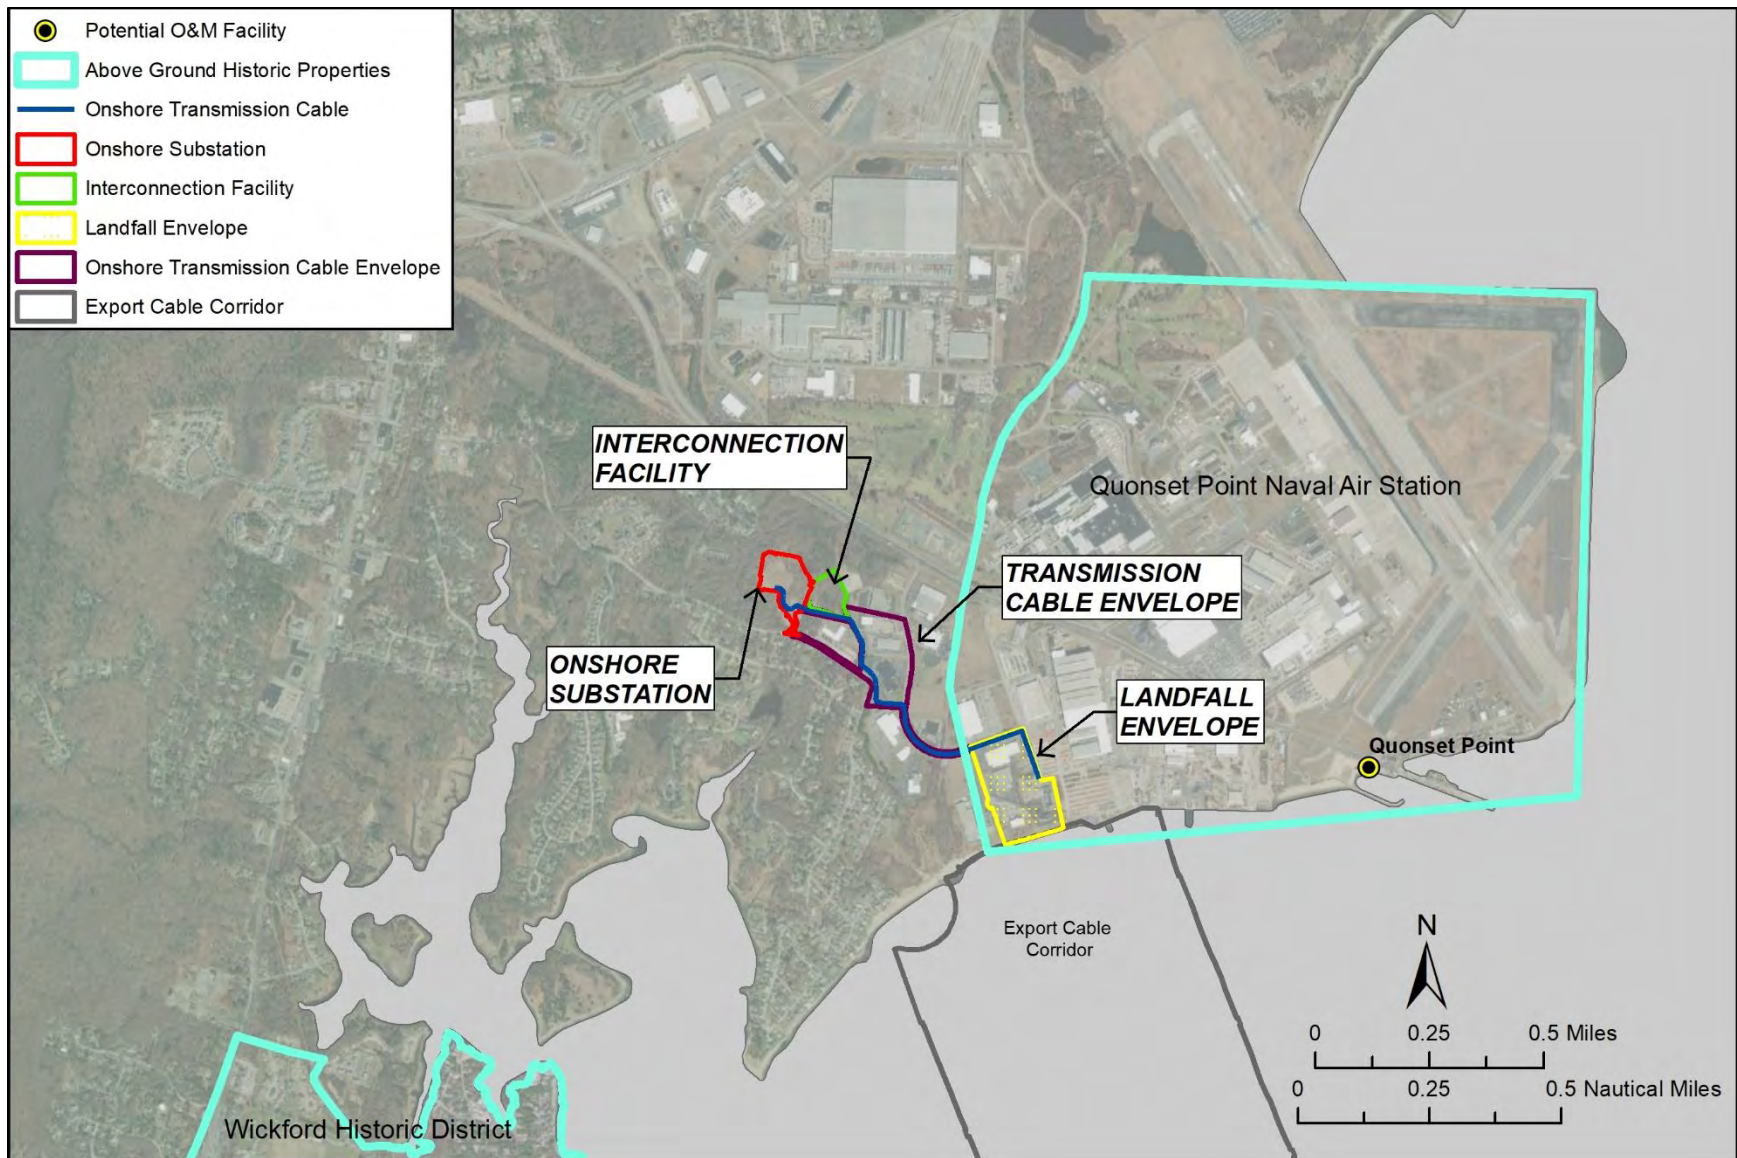 Potential O&M Facility
Above Ground Historic Properties
Onshore Transmission Cable
Onshore Substation
Interconnection Facility
Landfall Envelope
Onshore Transmission Cable Envelope
Export Cable Corridor
INTERCONNECTION
FACILITY
Quonset Point Naval Air Station
TRANSMISSION
CABLE ENVELOPE
ONSHORE
SUBSTATION
LANDFALL
ENVELOPE
Quonset Point
Export Cable
Corridor
N
0 0.25 0.5 Miles
0 0.25 0.5 Nautical Miles
Wickford Historic District